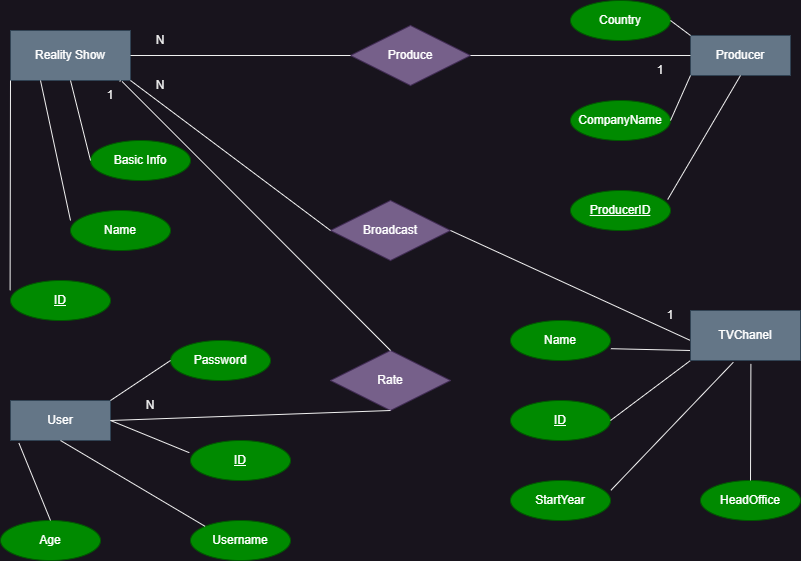 Country
N
Reality Show
Produce
Producer
1
N
1
CompanyName
Basic Info
ProducerID
Name
Broadcast
ID
1
TVChanel
Name
Password
Rate
N
User
ID
ID
StartYear
HeadOffice
Age
Username